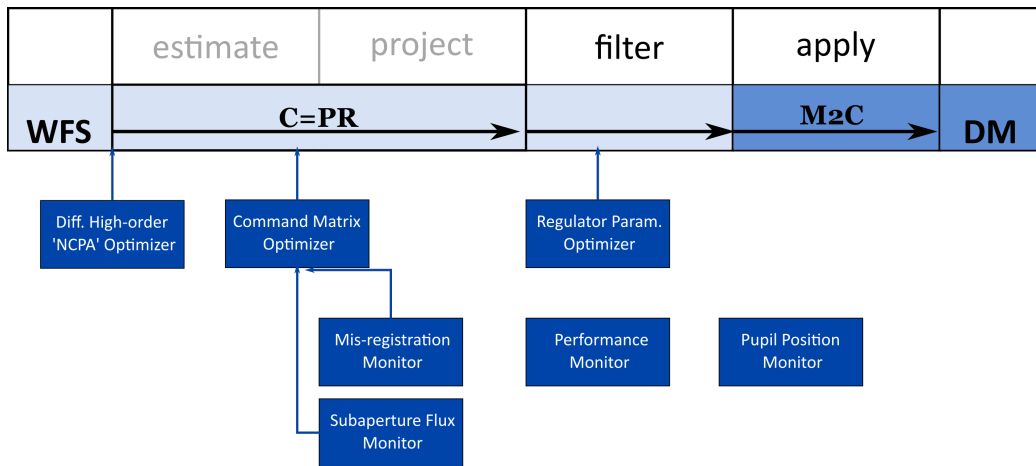 estimate project filter apply
WFS C=PR M2C DM
Diff. High-order
'NCPA' Optimizer
Command Matrix
Optimizer
Regulator Param.
Optimizer
Mis-registration
Monitor
Performance
Monitor
Pupil Position
Monitor
Subaperture Flux
Monitor